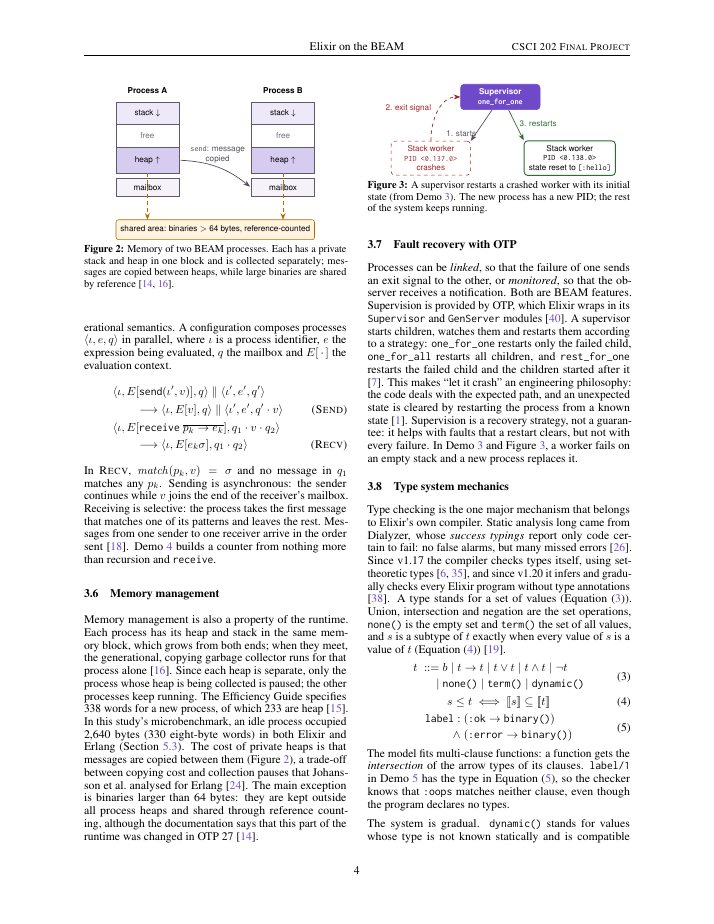 Elixir on the BEAM
CSCI 202 FINAL PROJECT
Process A
Process B
stack ↓
stack ↓
free
free
heap ↑
heap ↑
send: message
copied
mailbox
mailbox
shared area: binaries > 64 bytes, reference-counted
Figure 2: Memory of two BEAM processes. Each has a private
stack and heap in one block and is collected separately; mes-
sages are copied between heaps, while large binaries are shared
by reference [14, 16].
erational semantics. A configuration composes processes
⟨ι, e, q⟩ in parallel, where ι is a process identifier, e the
expression being evaluated, q the mailbox and E[·] the
evaluation context.
⟨ι, E[send(ι′, v)], q⟩ ∥ ⟨ι′, e′, q′⟩
⟶ ⟨ι, E[v], q⟩ ∥ ⟨ι′, e′, q′ · v⟩ (SEND)
⟨ι, E[receive p̅k̅ ̅→̅ ̅e̅k̅], q1 · v · q2⟩
⟶ ⟨ι, E[ekσ], q1 · q2⟩ (RECV)
In RECV, match(pk, v) = σ and no message in q1
matches any pk. Sending is asynchronous: the sender
continues while v joins the end of the receiver's mailbox.
Receiving is selective: the process takes the first message
that matches one of its patterns and leaves the rest. Mes-
sages from one sender to one receiver arrive in the order
sent [18]. Demo 4 builds a counter from nothing more
than recursion and receive.
3.6 Memory management
Memory management is also a property of the runtime.
Each process has its heap and stack in the same mem-
ory block, which grows from both ends; when they meet,
the generational, copying garbage collector runs for that
process alone [16]. Since each heap is separate, only the
process whose heap is being collected is paused; the other
processes keep running. The Efficiency Guide specifies
338 words for a new process, of which 233 are heap [15].
In this study's microbenchmark, an idle process occupied
2,640 bytes (330 eight-byte words) in both Elixir and
Erlang (Section 5.3). The cost of private heaps is that
messages are copied between them (Figure 2), a trade-off
between copying cost and collection pauses that Johans-
son et al. analysed for Erlang [24]. The main exception
is binaries larger than 64 bytes: they are kept outside
all process heaps and shared through reference count-
ing, although the documentation says that this part of the
runtime was changed in OTP 27 [14].
Supervisor
one_for_one
2. exit signal
1. starts
3. restarts
Stack worker
PID <0.137.0>
crashes
Stack worker
PID <0.138.0>
state reset to [:hello]
Figure 3: A supervisor restarts a crashed worker with its initial
state (from Demo 3). The new process has a new PID; the rest
of the system keeps running.
3.7 Fault recovery with OTP
Processes can be linked, so that the failure of one sends
an exit signal to the other, or monitored, so that the ob-
server receives a notification. Both are BEAM features.
Supervision is provided by OTP, which Elixir wraps in its
Supervisor and GenServer modules [40]. A supervisor
starts children, watches them and restarts them according
to a strategy: one_for_one restarts only the failed child,
one_for_all restarts all children, and rest_for_one
restarts the failed child and the children started after it
[7]. This makes “let it crash” an engineering philosophy:
the code deals with the expected path, and an unexpected
state is cleared by restarting the process from a known
state [1]. Supervision is a recovery strategy, not a guaran-
tee: it helps with faults that a restart clears, but not with
every failure. In Demo 3 and Figure 3, a worker fails on
an empty stack and a new process replaces it.
3.8 Type system mechanics
Type checking is the one major mechanism that belongs
to Elixir's own compiler. Static analysis long came from
Dialyzer, whose success typings report only code cer-
tain to fail: no false alarms, but many missed errors [26].
Since v1.17 the compiler checks types itself, using set-
theoretic types [6, 35], and since v1.20 it infers and gradu-
ally checks every Elixir program without type annotations
[38]. A type stands for a set of values (Equation (3)).
Union, intersection and negation are the set operations,
none() is the empty set and term() the set of all values,
and s is a subtype of t exactly when every value of s is a
value of t (Equation (4)) [19].
t ::= b | t → t | t ∨ t | t ∧ t | ¬t
| none() | term() | dynamic() (3)
s ≤ t ⟺ ⟦s⟧ ⊆ ⟦t⟧ (4)
label : (:ok → binary())
∧ (:error → binary()) (5)
The model fits multi-clause functions: a function gets the
intersection of the arrow types of its clauses. label/1
in Demo 5 has the type in Equation (5), so the checker
knows that :oops matches neither clause, even though
the program declares no types.
The system is gradual. dynamic() stands for values
whose type is not known statically and is compatible
4